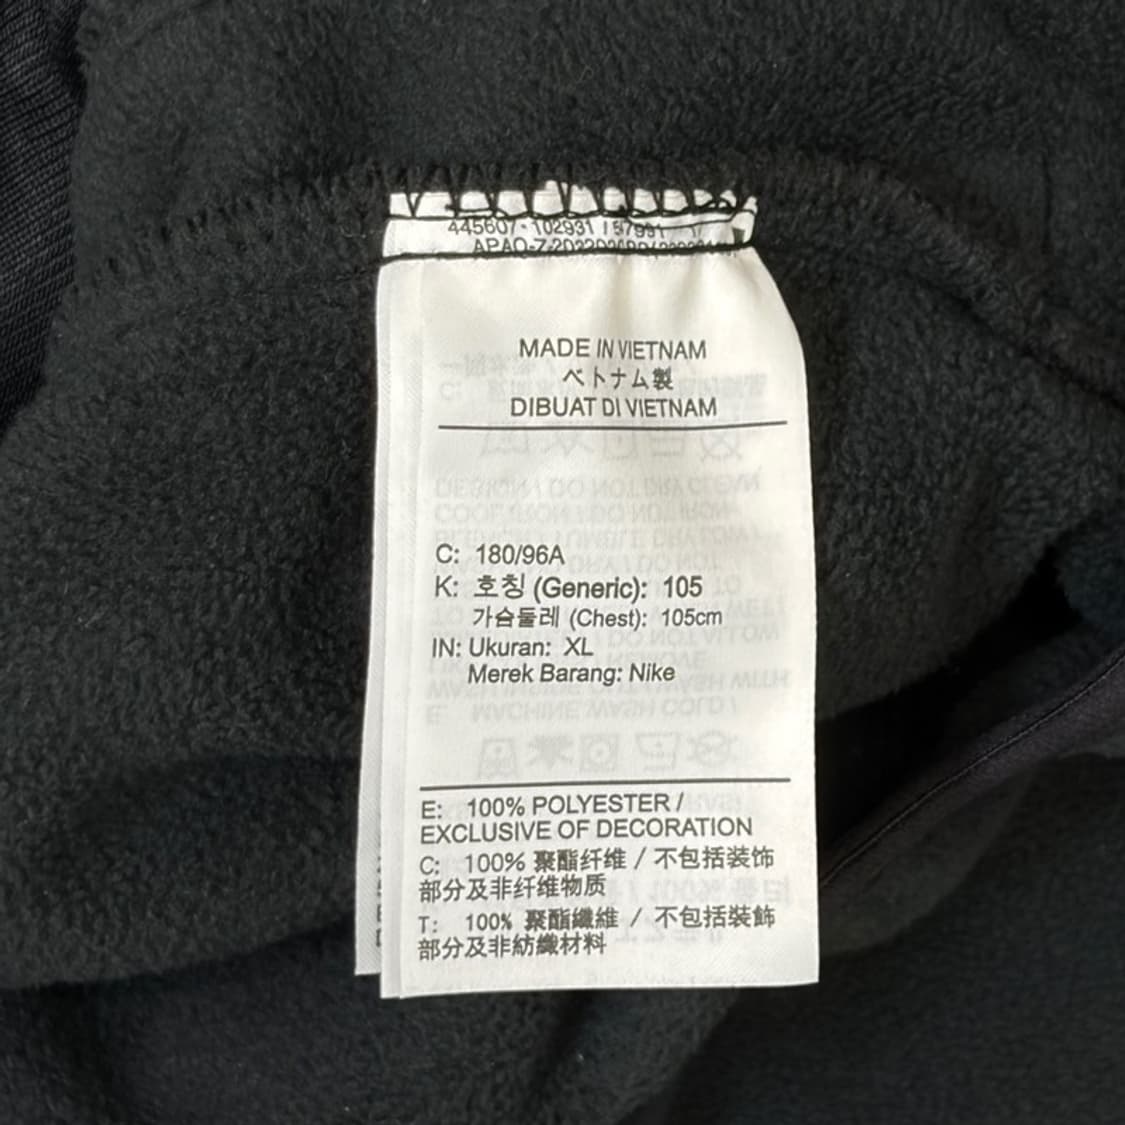 445607-102931
MADE IN VIETNAM
ベトナム製
DIBUAT DI VIETNAM
C: 180/96A
K: 호칭 (Generic): 105
가슴둘레 (Chest): 105cm
IN: Ukuran: XL
Merek Barang: Nike
E: 100% POLYESTER /
EXCLUSIVE OF DECORATION
C: 100% 聚酯纤维 / 不包括装饰
部分及非纤维物质
T: 100% 聚酯纖維 / 不包括裝飾
部分及非紡織材料